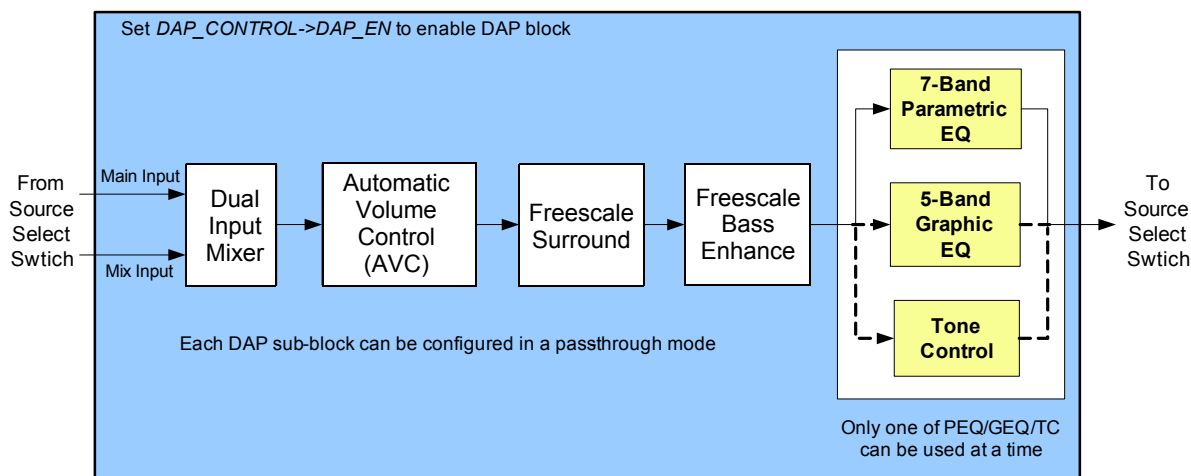 Set DAP_CONTROL->DAP_EN to enable DAP block
From
Source
Select
Swtich
Main Input
Mix Input
Dual
Input
Mixer
Automatic
Volume
Control
(AVC)
Freescale
Surround
Freescale
Bass
Enhance
7-Band
Parametric
EQ
5-Band
Graphic
EQ
Tone
Control
To
Source
Select
Swtich
Each DAP sub-block can be configured in a passthrough mode
Only one of PEQ/GEQ/TC
can be used at a time